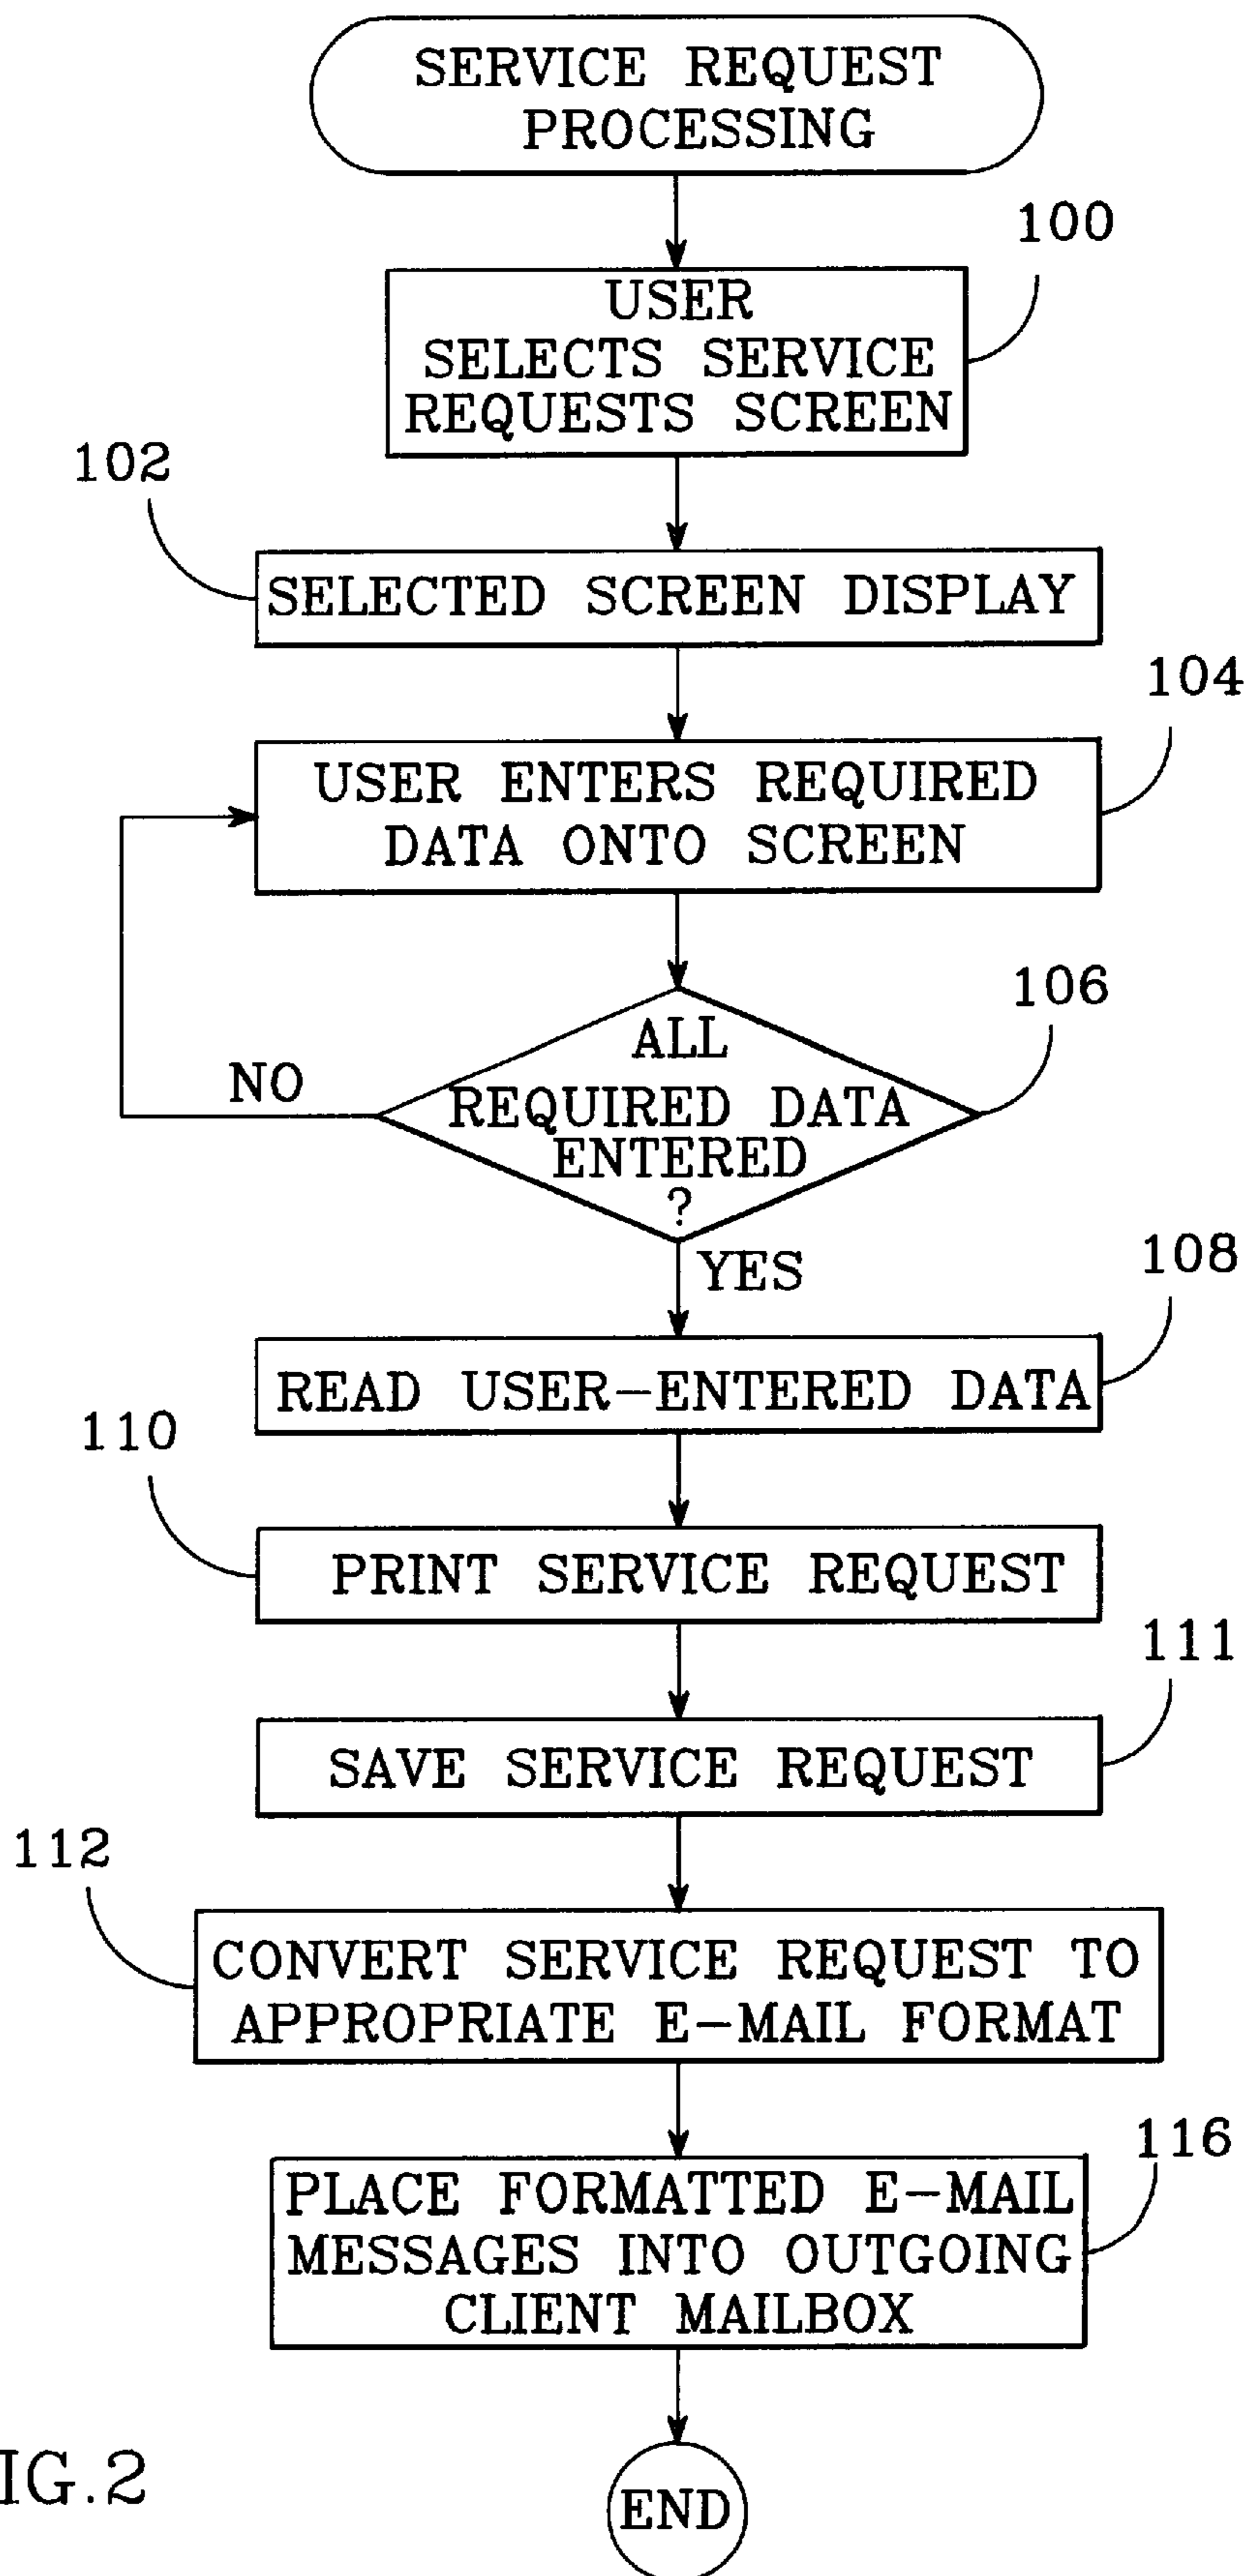 SERVICE REQUEST
PROCESSING
100
USER
SELECTS SERVICE
REQUESTS SCREEN
102
SELECTED SCREEN DISPLAY
104
USER ENTERS REQUIRED
DATA ONTO SCREEN
106
ALL
REQUIRED DATA
ENTERED
?
NO
YES
108
READ USER-ENTERED DATA
110
PRINT SERVICE REQUEST
111
SAVE SERVICE REQUEST
112
CONVERT SERVICE REQUEST TO
APPROPRIATE E-MAIL FORMAT
116
PLACE FORMATTED E-MAIL
MESSAGES INTO OUTGOING
CLIENT MAILBOX
END
IG.2